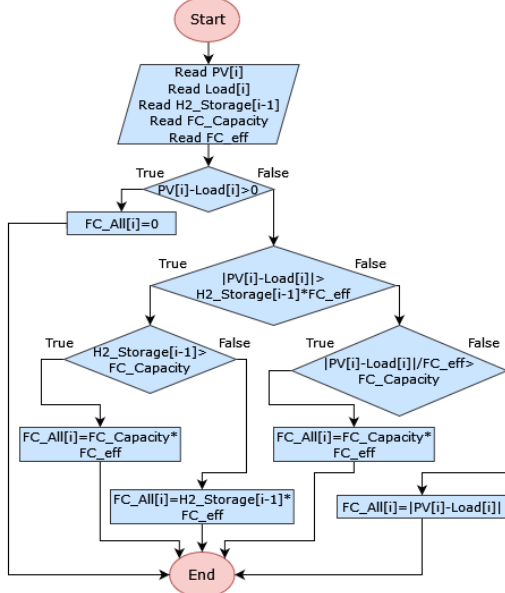 Start
Read PV[i]
Read Load[i]
Read H2_Storage[i-1]
Read FC_Capacity
Read FC_eff
True
False
PV[i]-Load[i]>0
FC_All[i]=0
True
False
|PV[i]-Load[i]|>
H2_Storage[i-1]*FC_eff
True
False
H2_Storage[i-1]>
FC_Capacity
True
False
|PV[i]-Load[i]|/FC_eff>
FC_Capacity
FC_All[i]=FC_Capacity*
FC_eff
FC_All[i]=FC_Capacity*
FC_eff
FC_All[i]=H2_Storage[i-1]*
FC_eff
FC_All[i]=|PV[i]-Load[i]|
End